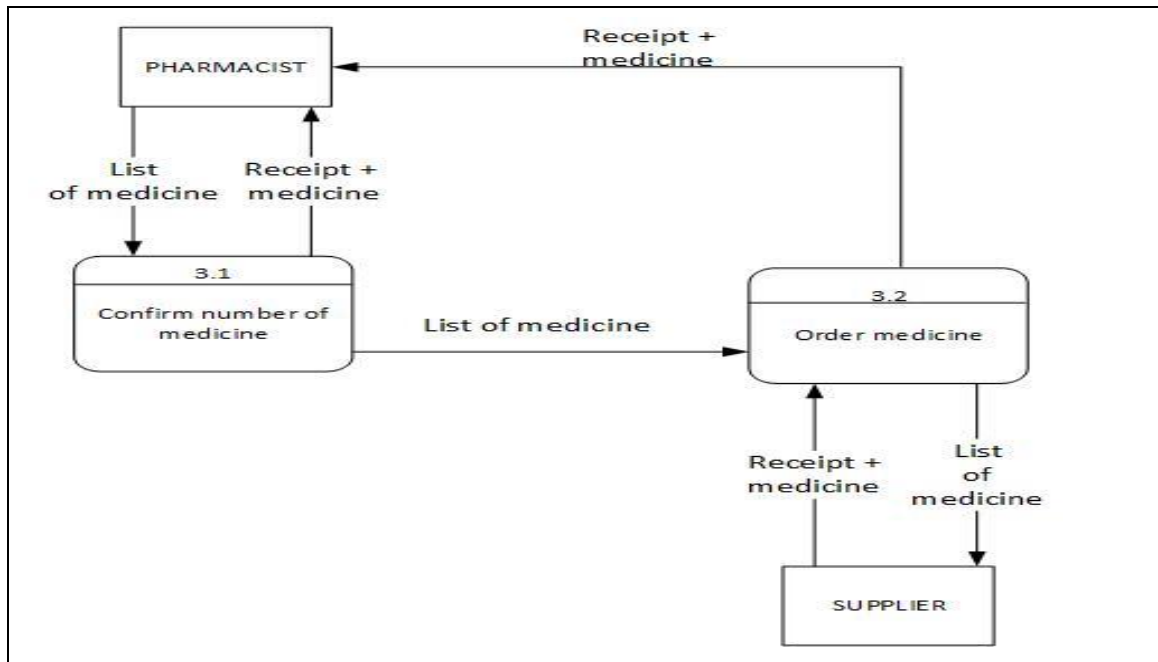 Receipt +
medicine
PHARMACIST
List
of medicine
Receipt +
medicine
3.1
Confirm number of
medicine
List of medicine
3.2
Order medicine
Receipt +
medicine
List
of
medicine
SUPPLIER